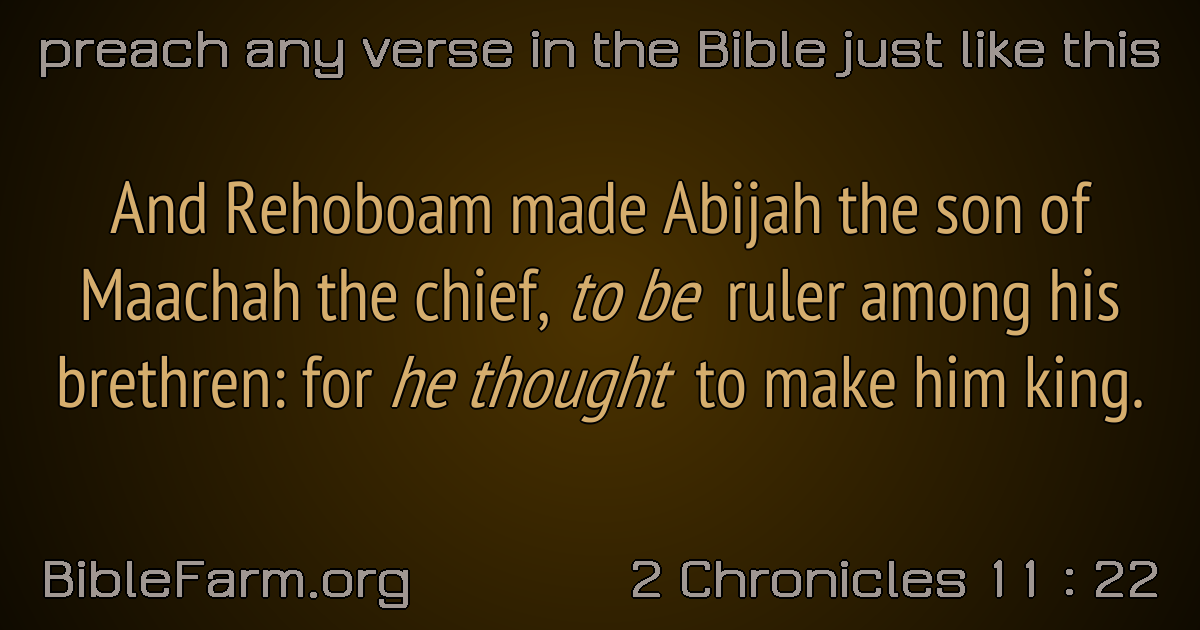 preach any verse in the Bible just like this
And Rehoboam made Abijah the son of
Maachah the chief, to be ruler among his
brethren: for he thought to make him king.
BibleFarm.org 2 Chronicles 11 : 22